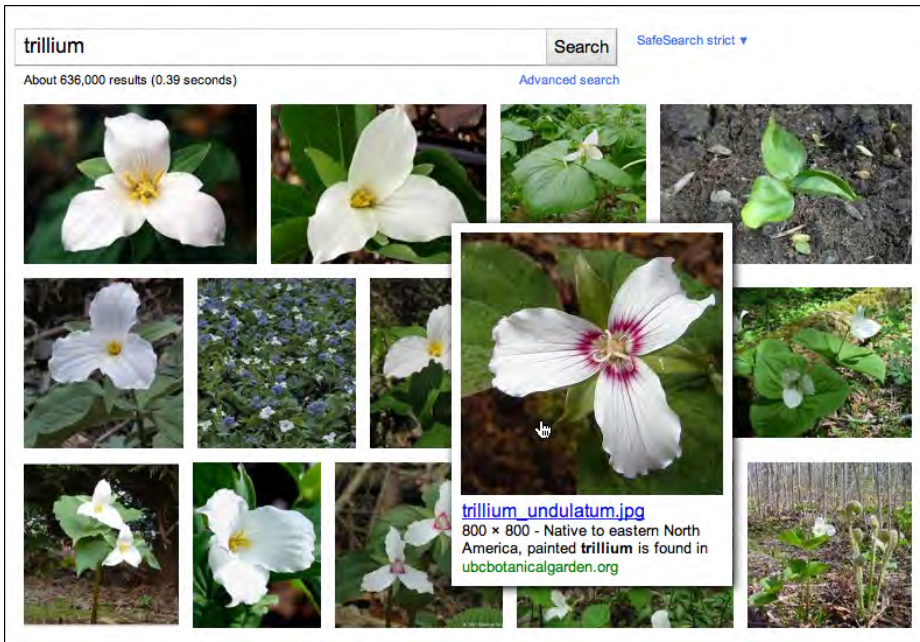 trillium
Search
SafeSearch strict ▼
About 636,000 results (0.39 seconds)
Advanced search
trillium_undulatum.jpg
800 × 800 - Native to eastern North
America, painted trillium is found in
ubcbotanicalgarden.org